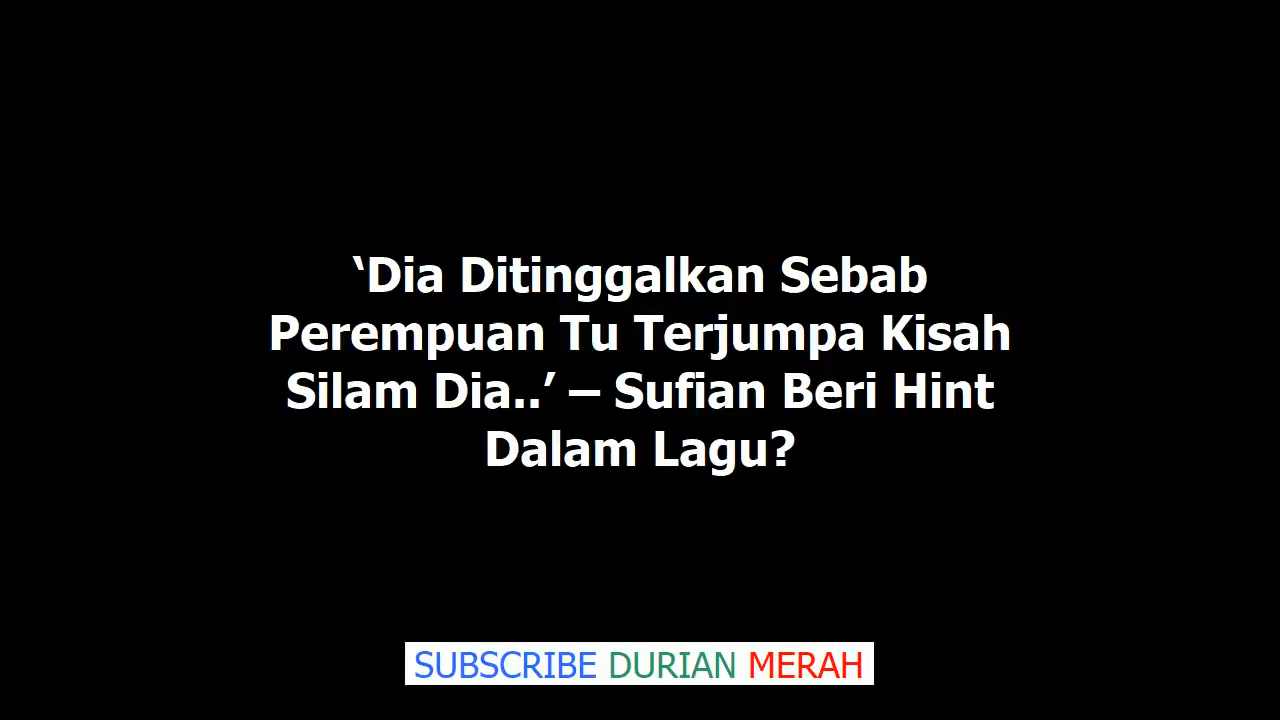 ‘Dia Ditinggalkan Sebab
Perempuan Tu Terjumpa Kisah
Silam Dia..’ – Sufian Beri Hint
Dalam Lagu?
SUBSCRIBE DURIAN MERAH